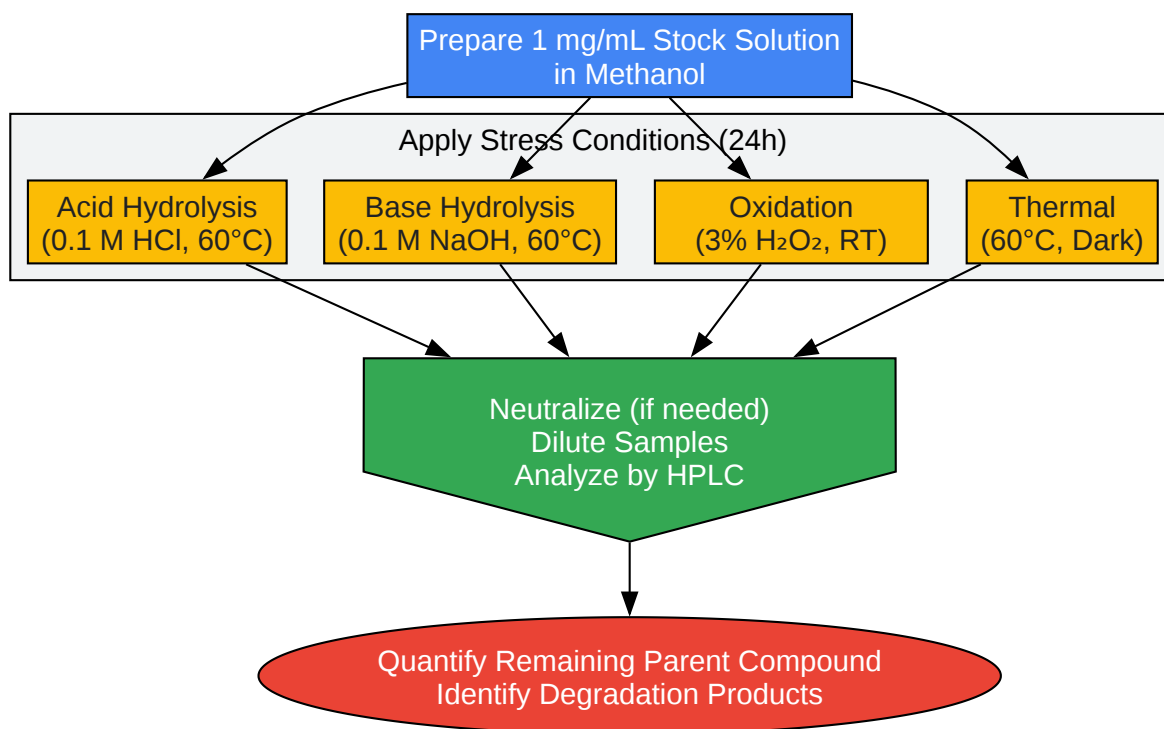 Prepare 1 mg/mL Stock Solution
in Methanol
Apply Stress Conditions (24h)
Acid Hydrolysis
(0.1 M HCl, 60°C)
Base Hydrolysis
(0.1 M NaOH, 60°C)
Oxidation
(3% H₂O₂, RT)
Thermal
(60°C, Dark)
Neutralize (if needed)
Dilute Samples
Analyze by HPLC
Quantify Remaining Parent Compound
Identify Degradation Products